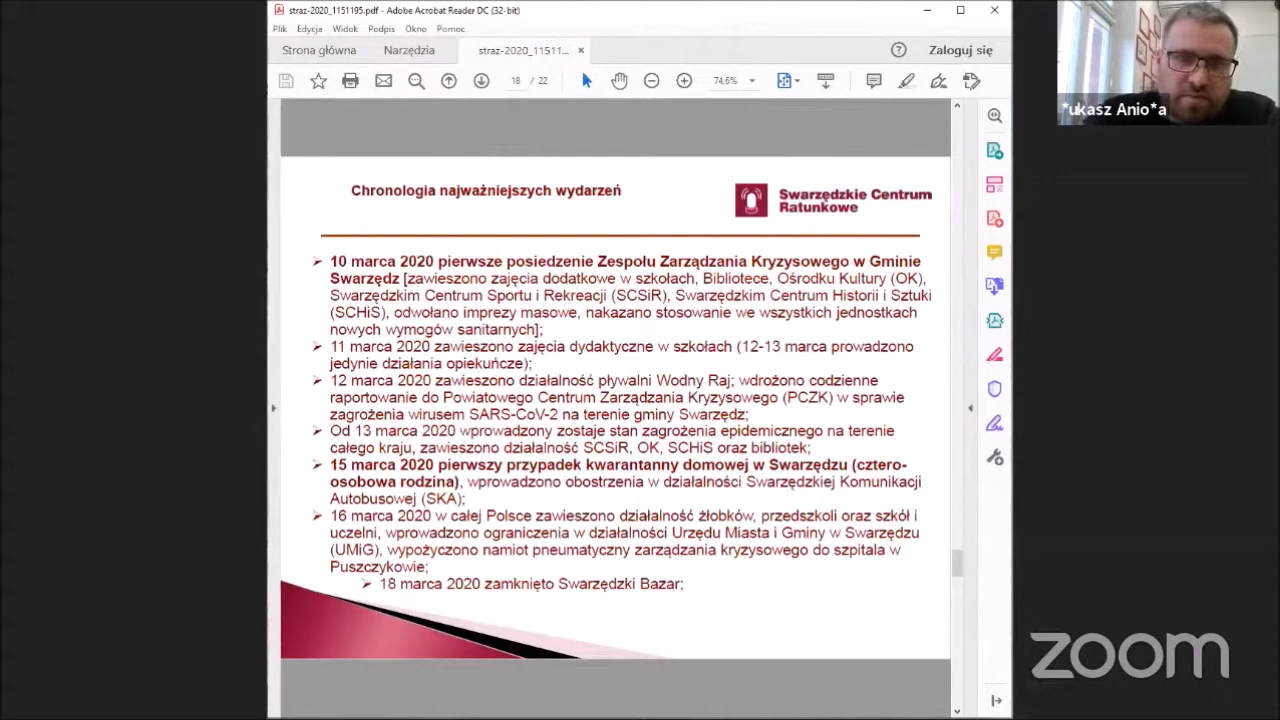 straz-2020_1151195.pdf - Adobe Acrobat Reader DC (32-bit)
Plik Edycja Widok Podpis Okno Pomoc
Strona główna Narzędzia straz-2020_11511... × Zaloguj się
18 / 22 74,6%
*ukasz Anio*a
Chronologia najważniejszych wydarzeń
Swarzędzkie Centrum
Ratunkowe
➢ 10 marca 2020 pierwsze posiedzenie Zespołu Zarządzania Kryzysowego w Gminie
Swarzędz [zawieszono zajęcia dodatkowe w szkołach, Bibliotece, Ośrodku Kultury (OK),
Swarzędzkim Centrum Sportu i Rekreacji (SCSiR), Swarzędzkim Centrum Historii i Sztuki
(SCHiS), odwołano imprezy masowe, nakazano stosowanie we wszystkich jednostkach
nowych wymogów sanitarnych];
➢ 11 marca 2020 zawieszono zajęcia dydaktyczne w szkołach (12-13 marca prowadzono
jedynie działania opiekuńcze);
➢ 12 marca 2020 zawieszono działalność pływalni Wodny Raj; wdrożono codzienne
raportowanie do Powiatowego Centrum Zarządzania Kryzysowego (PCZK) w sprawie
zagrożenia wirusem SARS-CoV-2 na terenie gminy Swarzędz;
➢ Od 13 marca 2020 wprowadzony zostaje stan zagrożenia epidemicznego na terenie
całego kraju, zawieszono działalność SCSiR, OK, SCHiS oraz bibliotek;
➢ 15 marca 2020 pierwszy przypadek kwarantanny domowej w Swarzędzu (cztero-
osobowa rodzina), wprowadzono obostrzenia w działalności Swarzędzkiej Komunikacji
Autobusowej (SKA);
➢ 16 marca 2020 w całej Polsce zawieszono działalność żłobków, przedszkoli oraz szkół i
uczelni, wprowadzono ograniczenia w działalności Urzędu Miasta i Gminy w Swarzędzu
(UMiG), wypożyczono namiot pneumatyczny zarządzania kryzysowego do szpitala w
Puszczykowie;
➢ 18 marca 2020 zamknięto Swarzędzki Bazar;
zoom